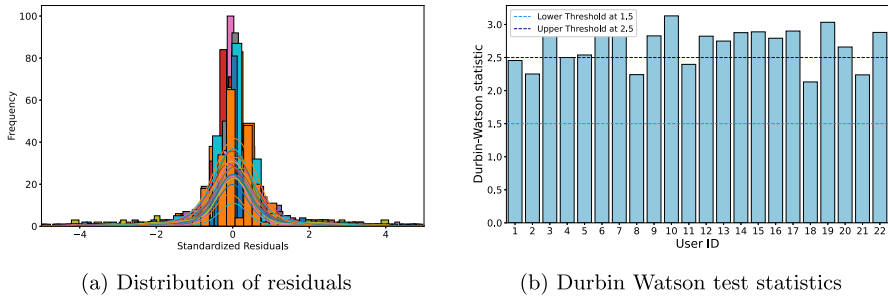 100
80
60
40
20
0
Frequency
−4
−2
0
2
4
Standardized Residuals
(a) Distribution of residuals
Lower Threshold at 1.5
Upper Threshold at 2.5
3.0
2.5
2.0
1.5
1.0
0.5
0.0
Durbin-Watson statistic
1 2 3 4 5 6 7 8 9 10 11 12 13 14 15 16 17 18 19 20 21 22
User ID
(b) Durbin Watson test statistics